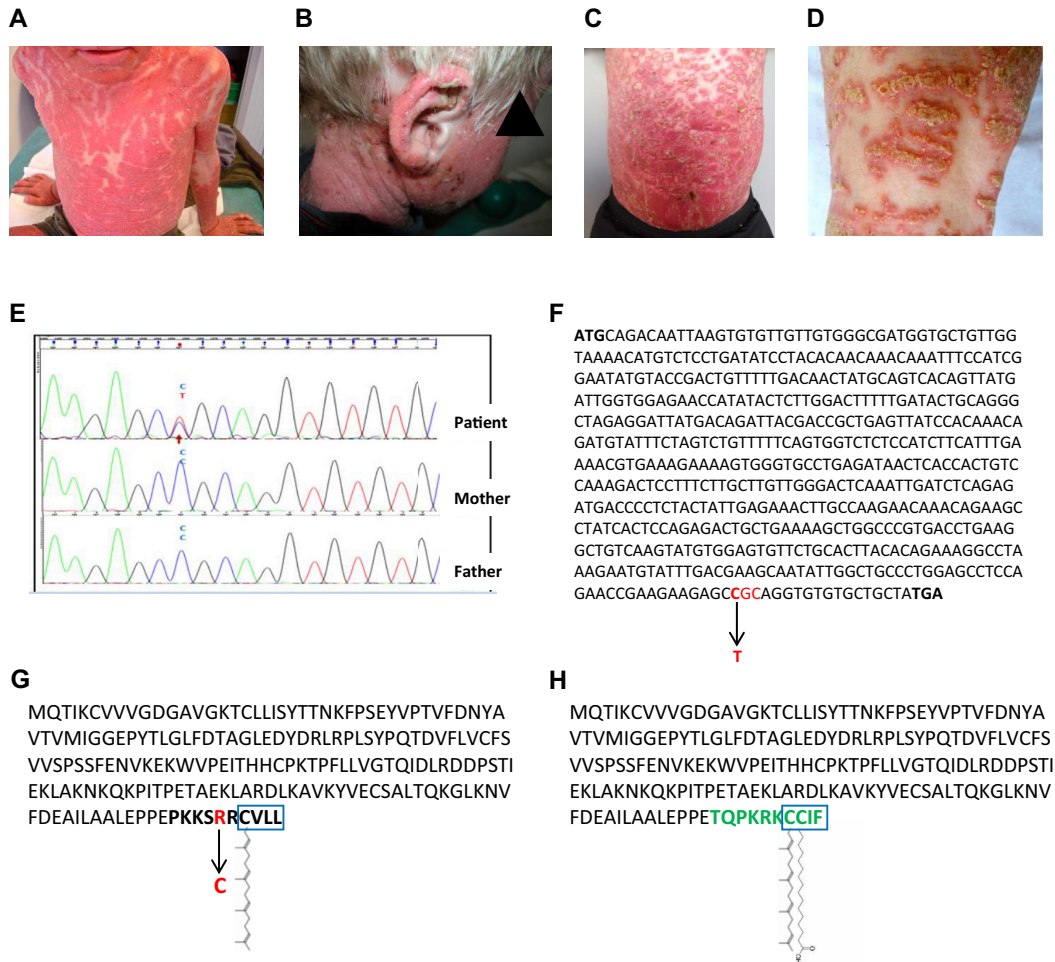 A
B
C
D
E
C
T
Patient
C
C
Mother
C
C
Father
F
ATGCAGACAATTAAGTGTGTTGTTGTGGGCGATGGTGCTGTTGG
TAAAACATGTCTCCTGATATCCTACACAACAAACAAATTTCCATCG
GAATATGTACCGACTGTTTTTGACAACTATGCAGTCACAGTTATG
ATTGGTGGAGAACCATATACTCTTGGACTTTTTGATACTGCAGGG
CTAGAGGATTATGACAGATTACGACCGCTGAGTTATCCACAAACA
GATGTATTTCTAGTCTGTTTTTCAGTGGTCTCTCCATCTTCATTTGA
AAACGTGAAAGAAAAGTGGGTGCCTGAGATAACTCACCACTGTC
CAAAGACTCCTTTCTTGCTTGTTGGGACTCAAATTGATCTCAGAG
ATGACCCCTCTACTATTGAGAAACTTGCCAAGAACAAACAGAAGC
CTATCACTCCAGAGACTGCTGAAAAGCTGGCCCGTGACCTGAAG
GCTGTCAAGTATGTGGAGTGTTCTGCACTTACACAGAAAGGCCTA
AAGAATGTATTTGACGAAGCAATATTGGCTGCCCTGGAGCCTCCA
GAACCGAAGAAGAGCCGCAGGTGTGTGCTGCTATGA
T
G
MQTIKCVVVGDGAVGKTCLLISYTTNKFPSEYVPTVFDNYA
VTVMIGGEPYTLGLFDTAGLEDYDRLRPLSYPQTDVFLVCFS
VVSPSSFENVKEKWVPEITHHCPKTPFLLVGTQIDLRDDPSTI
EKLAKNKQKPITPETAEKLARDLKAVKYVECSALTQKGLKNV
FDEAILAALEPPEPKKSRRCVLL
C
H
MQTIKCVVVGDGAVGKTCLLISYTTNKFPSEYVPTVFDNYA
VTVMIGGEPYTLGLFDTAGLEDYDRLRPLSYPQTDVFLVCFS
VVSPSSFENVKEKWVPEITHHCPKTPFLLVGTQIDLRDDPSTI
EKLAKNKQKPITPETAEKLARDLKAVKYVECSALTQKGLKNV
FDEAILAALEPPETQPKRKCCIF